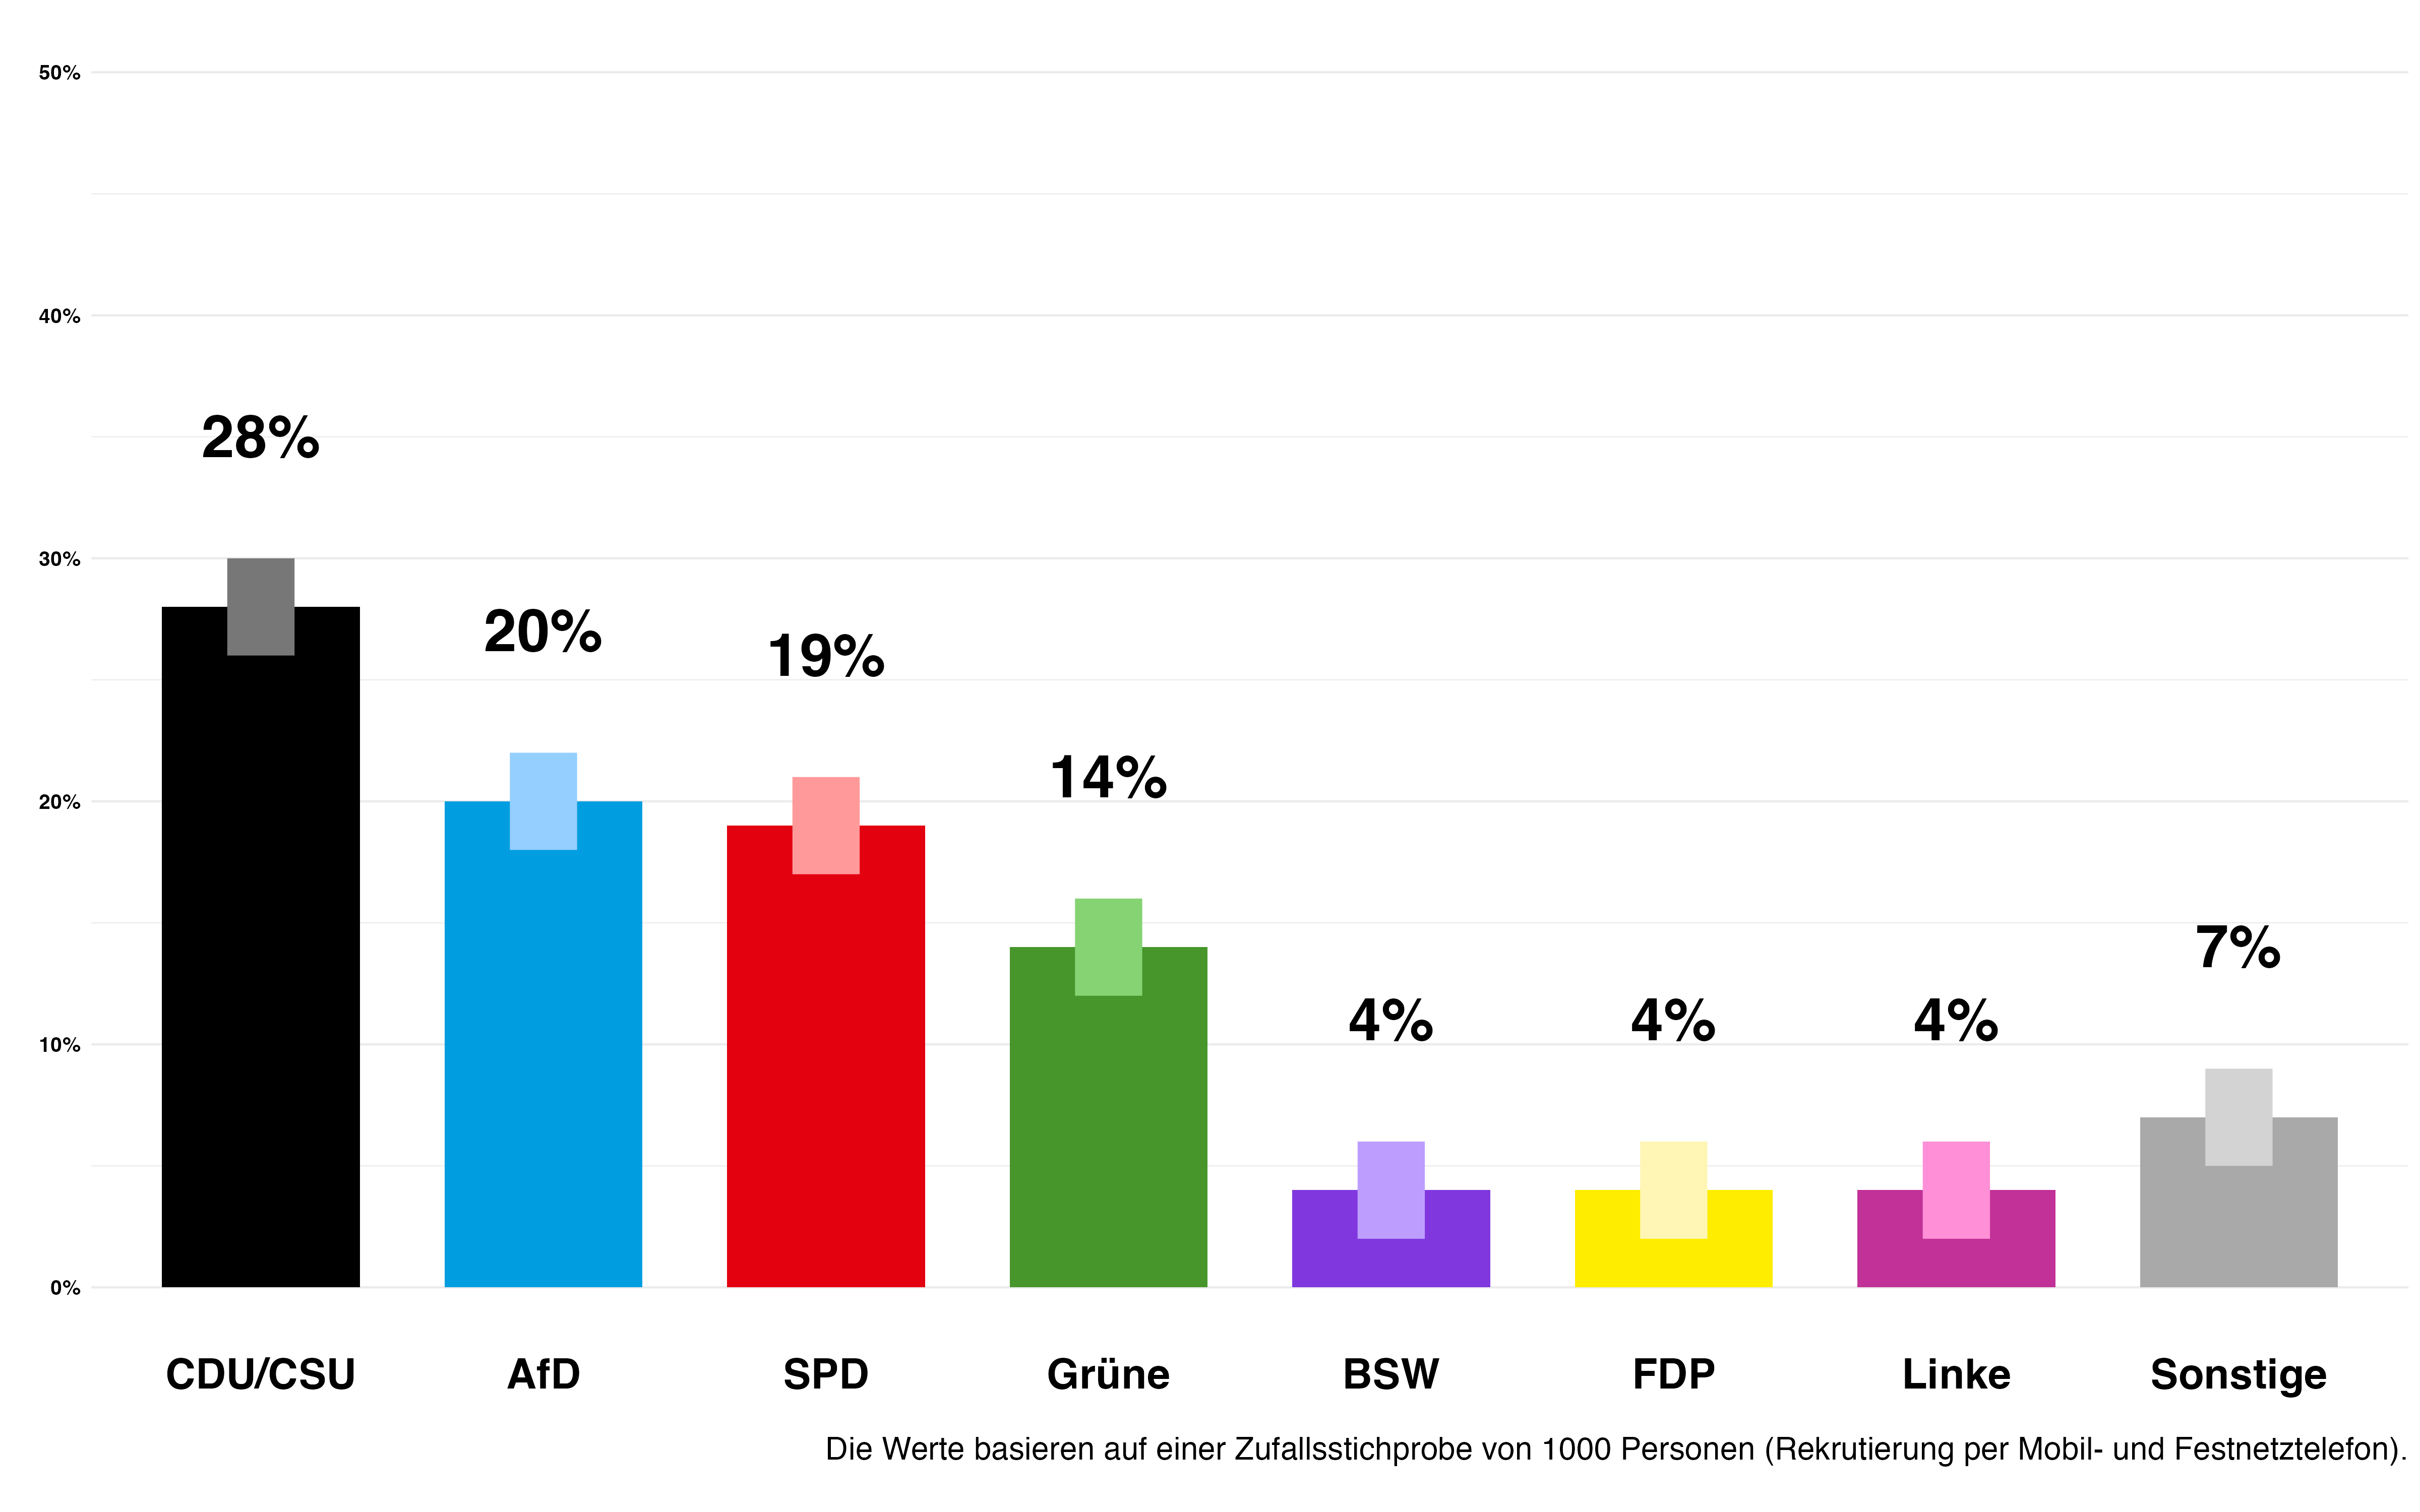 50%
40%
30%
20%
10%
0%
28%
20%
19%
14%
4%
4%
4%
7%
CDU/CSU
AfD
SPD
Grüne
BSW
FDP
Linke
Sonstige
Die Werte basieren auf einer Zufallsstichprobe von 1000 Personen (Rekrutierung per Mobil- und Festnetztelefon).